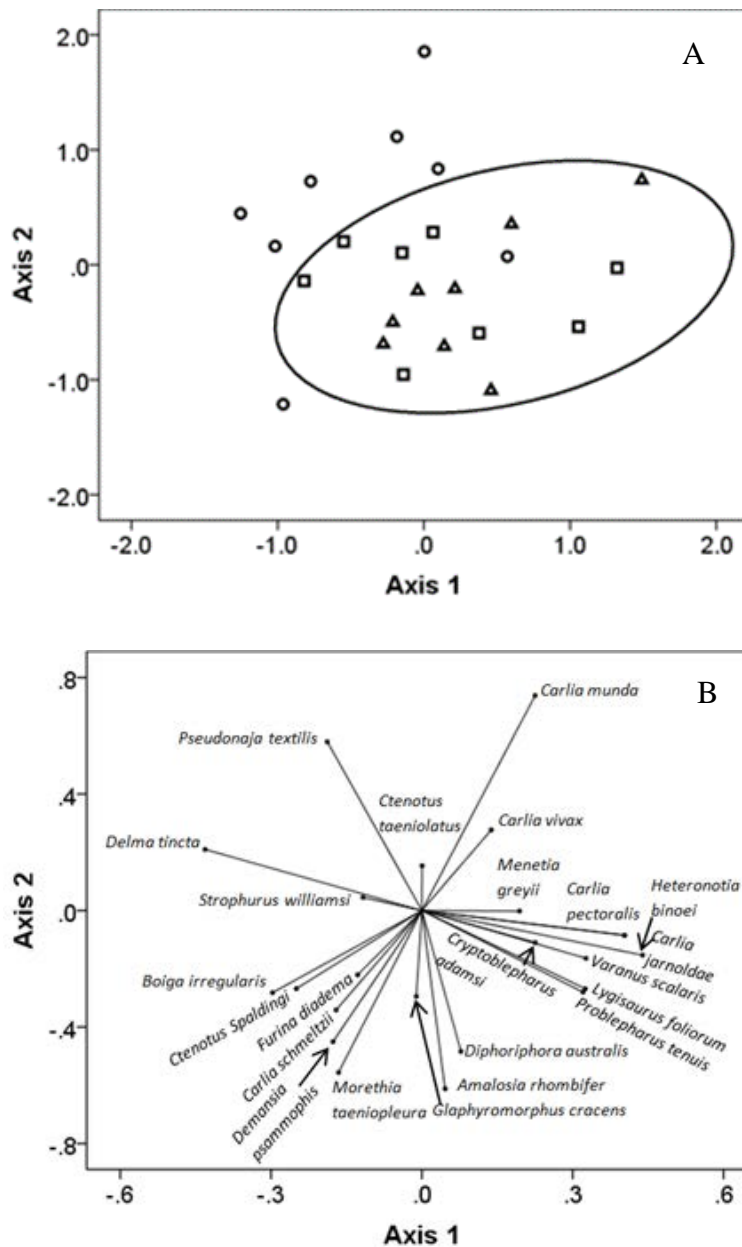 A
2.0
1.0
.0
-1.0
-2.0
Axis 2
-2.0
-1.0
.0
1.0
2.0
Axis 1
B
.8
.4
.0
-.4
-.8
Axis 2
Carlia munda
Pseudonaja textilis
Ctenotus
taeniolatus
Carlia vivax
Delma tincta
Menetia
greyii
Carlia
pectoralis
Heteronotia
binoei
Strophurus williamsi
Carlia
jarnoldae
Cryptoblepharus
adamsi
Varanus scalaris
Boiga irregularis
Ctenotus Spaldingi
Furina diadema
Lygisaurus foliorum
Problepharus tenuis
Carlia schmeltzii
Demansia
psammophis
Morethia
taeniopleura
Diphoriphora australis
Amalosia rhombifer
Glaphyromorphus cracens
-.6
-.3
.0
.3
.6
Axis 1